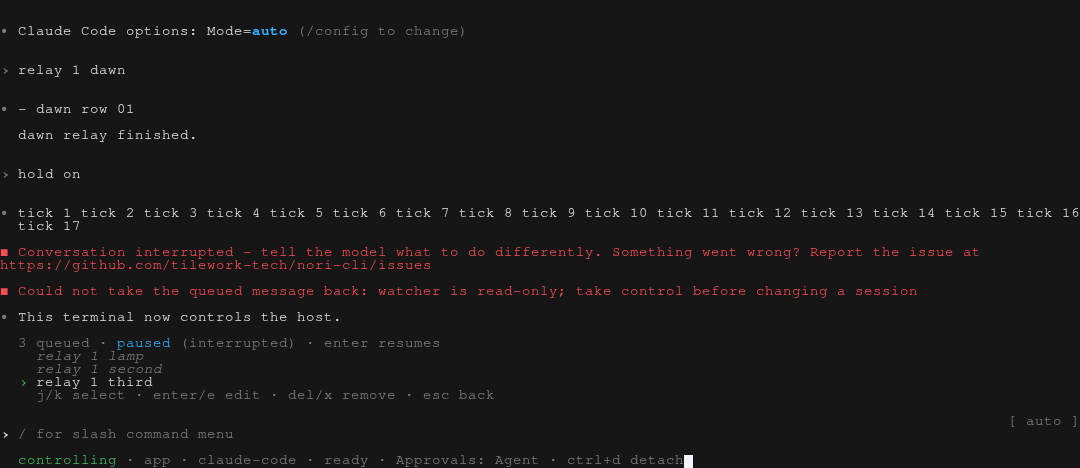 • Claude Code options: Mode=auto (/config to change)
› relay 1 dawn
• - dawn row 01
dawn relay finished.
› hold on
• tick 1 tick 2 tick 3 tick 4 tick 5 tick 6 tick 7 tick 8 tick 9 tick 10 tick 11 tick 12 tick 13 tick 14 tick 15 tick 16
tick 17
■ Conversation interrupted - tell the model what to do differently. Something went wrong? Report the issue at
https://github.com/tilework-tech/nori-cli/issues
■ Could not take the queued message back: watcher is read-only; take control before changing a session
• This terminal now controls the host.
3 queued · paused (interrupted) · enter resumes
relay 1 lamp
relay 1 second
› relay 1 third
j/k select · enter/e edit · del/x remove · esc back
[ auto ]
› / for slash command menu
controlling · app · claude-code · ready · Approvals: Agent · ctrl+d detach